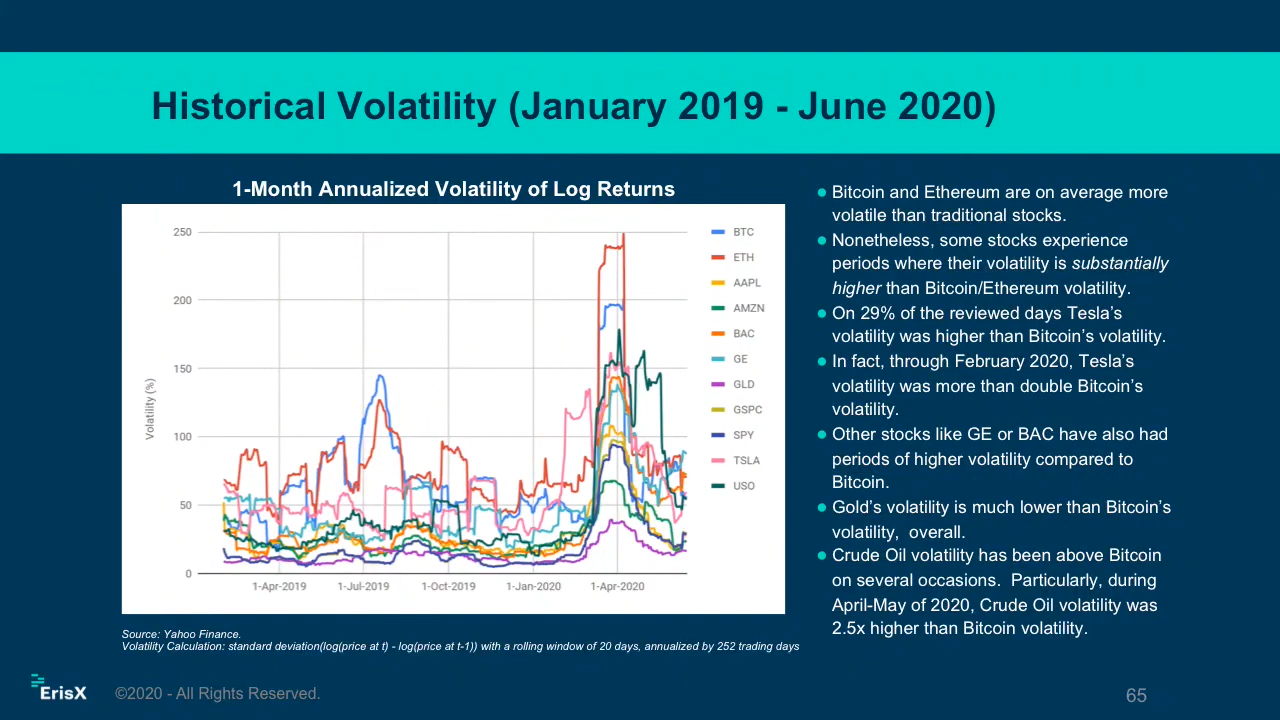 Historical Volatility (January 2019 - June 2020)
1-Month Annualized Volatility of Log Returns
250
200
150
100
50
0
Volatility (%)
1-Apr-2019
1-Jul-2019
1-Oct-2019
1-Jan-2020
1-Apr-2020
BTC
ETH
AAPL
AMZN
BAC
GE
GLD
GSPC
SPY
TSLA
USO
Source: Yahoo Finance.
Volatility Calculation: standard deviation(log(price at t) - log(price at t-1)) with a rolling window of 20 days, annualized by 252 trading days
● Bitcoin and Ethereum are on average more
volatile than traditional stocks.
● Nonetheless, some stocks experience
periods where their volatility is substantially
higher than Bitcoin/Ethereum volatility.
● On 29% of the reviewed days Tesla’s
volatility was higher than Bitcoin’s volatility.
● In fact, through February 2020, Tesla’s
volatility was more than double Bitcoin’s
volatility.
● Other stocks like GE or BAC have also had
periods of higher volatility compared to
Bitcoin.
● Gold’s volatility is much lower than Bitcoin’s
volatility, overall.
● Crude Oil volatility has been above Bitcoin
on several occasions. Particularly, during
April-May of 2020, Crude Oil volatility was
2.5x higher than Bitcoin volatility.
ErisX
©2020 - All Rights Reserved.
65